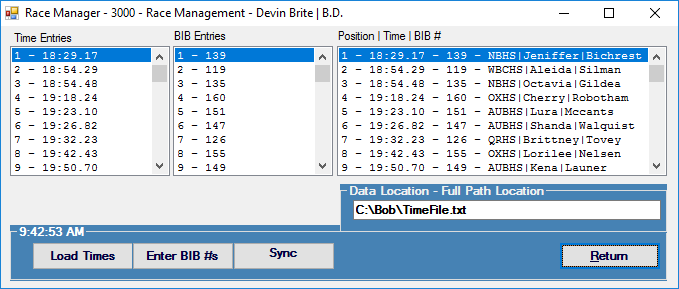 Race Manager - 3000 - Race Management - Devin Brite | B.D.
Time Entries
1 - 18:29.17
2 - 18:54.29
3 - 18:54.48
4 - 19:18.24
5 - 19:23.10
6 - 19:26.82
7 - 19:32.23
8 - 19:42.43
9 - 19:50.70
BIB Entries
1 - 139
2 - 119
3 - 135
4 - 160
5 - 151
6 - 147
7 - 126
8 - 155
9 - 149
Position | Time | BIB #
1 - 18:29.17 - 139 - NBHS|Jeniffer|Bichrest
2 - 18:54.29 - 119 - WBCHS|Aleida|Silman
3 - 18:54.48 - 135 - NBHS|Octavia|Gildea
4 - 19:18.24 - 160 - OXHS|Cherry|Robotham
5 - 19:23.10 - 151 - AUBHS|Lura|Mccants
6 - 19:26.82 - 147 - AUBHS|Shanda|Walquist
7 - 19:32.23 - 126 - QRHS|Brittney|Tovey
8 - 19:42.43 - 155 - OXHS|Lorilee|Nelsen
9 - 19:50.70 - 149 - AUBHS|Kena|Launer
Data Location - Full Path Location
C:\Bob\TimeFile.txt
9:42:53 AM
Load Times
Enter BIB #s
Sync
Return